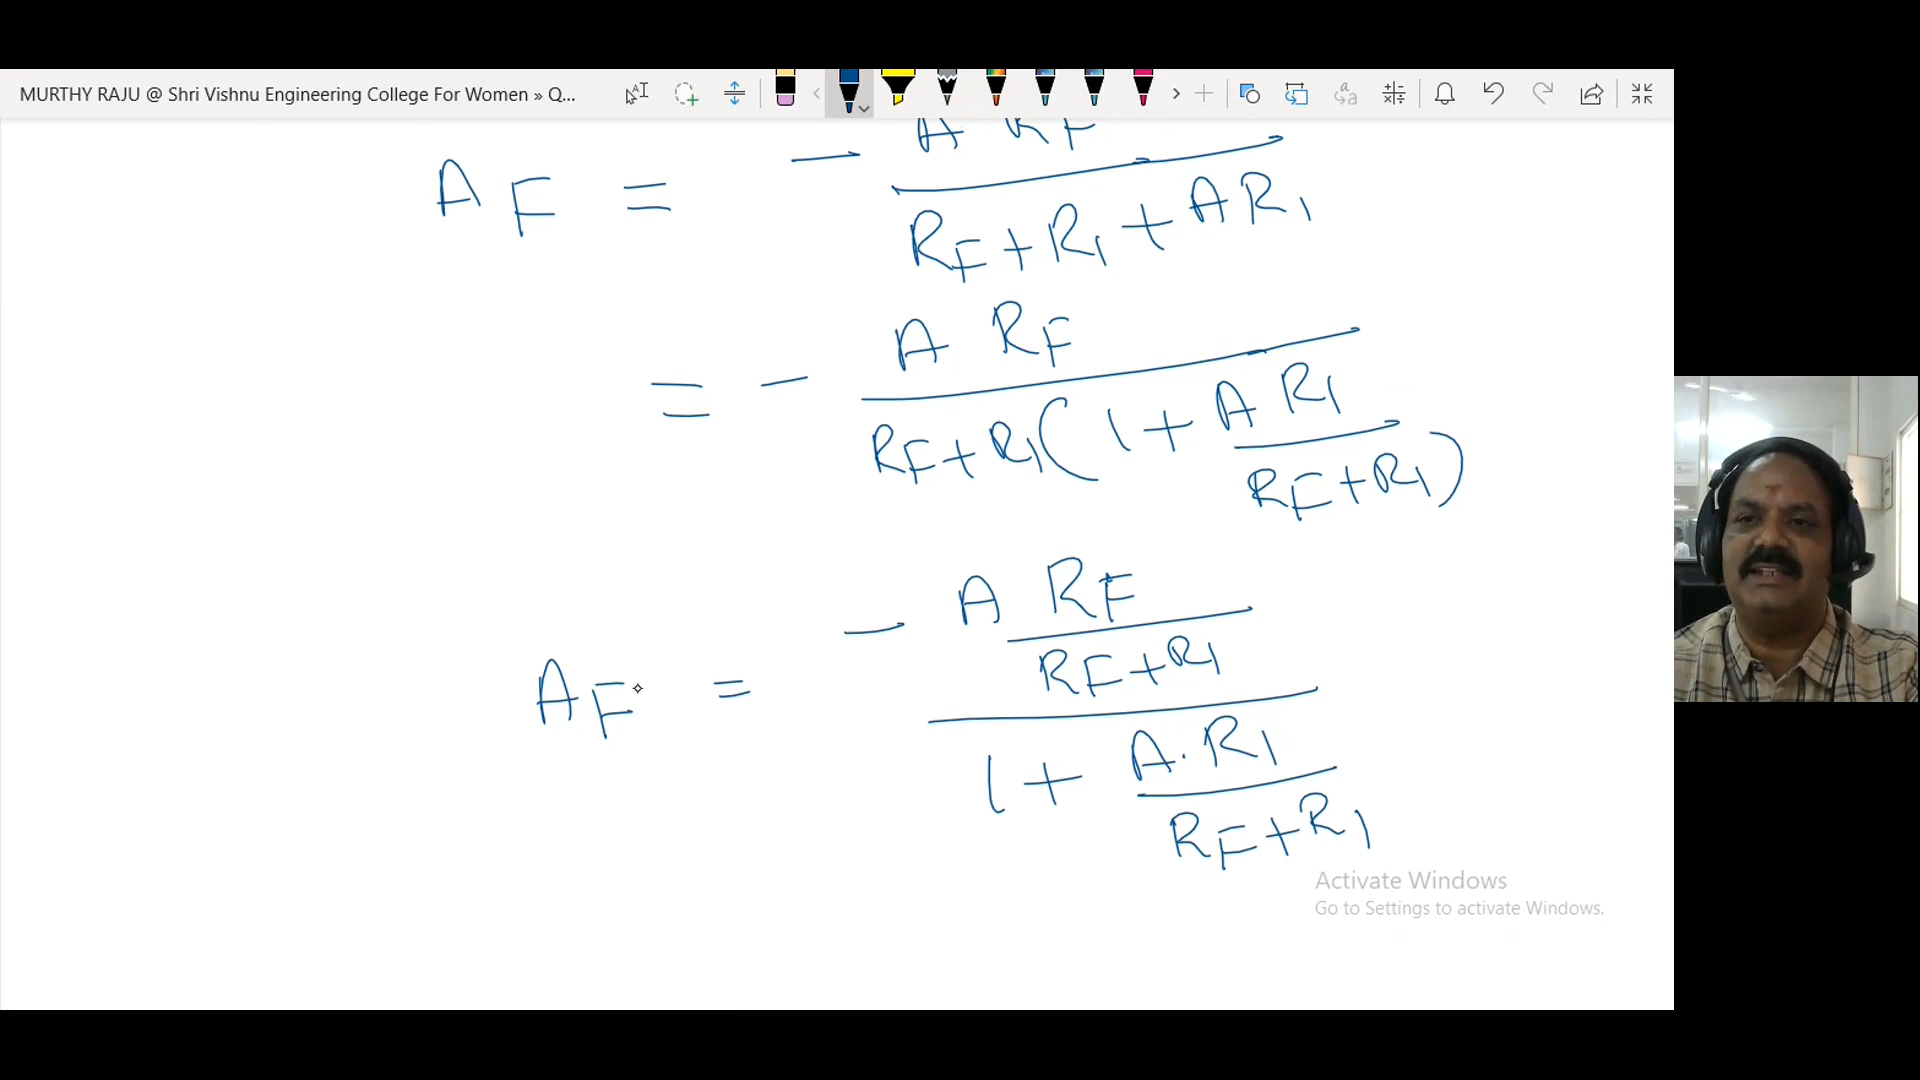 MURTHY RAJU @ Shri Vishnu Engineering College For Women » Q...
A RF
AF = - ―――
RF+R1+AR1
A RF
= - ―――
RF+R1(1+ AR1/RF+R1)
- A RF/RF+R1
AF = ―――
1+ A.R1/RF+R1
Activate Windows
Go to Settings to activate Windows.